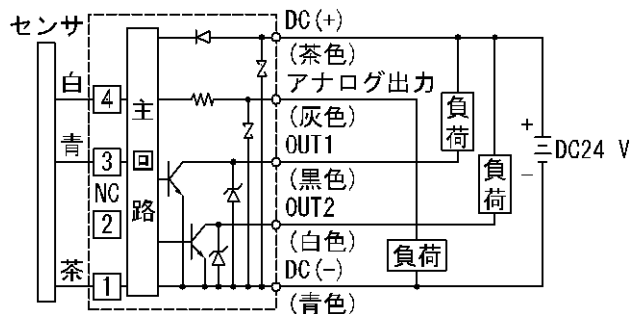 センサ
DC(+)
(茶色)
白
4
主回路
アナログ出力
(灰色)
負荷
+
青
3
OUT1
負荷
DC24 V
-
NC
(黒色)
2
OUT2
(白色)
負荷
茶
1
DC(-)
(青色)